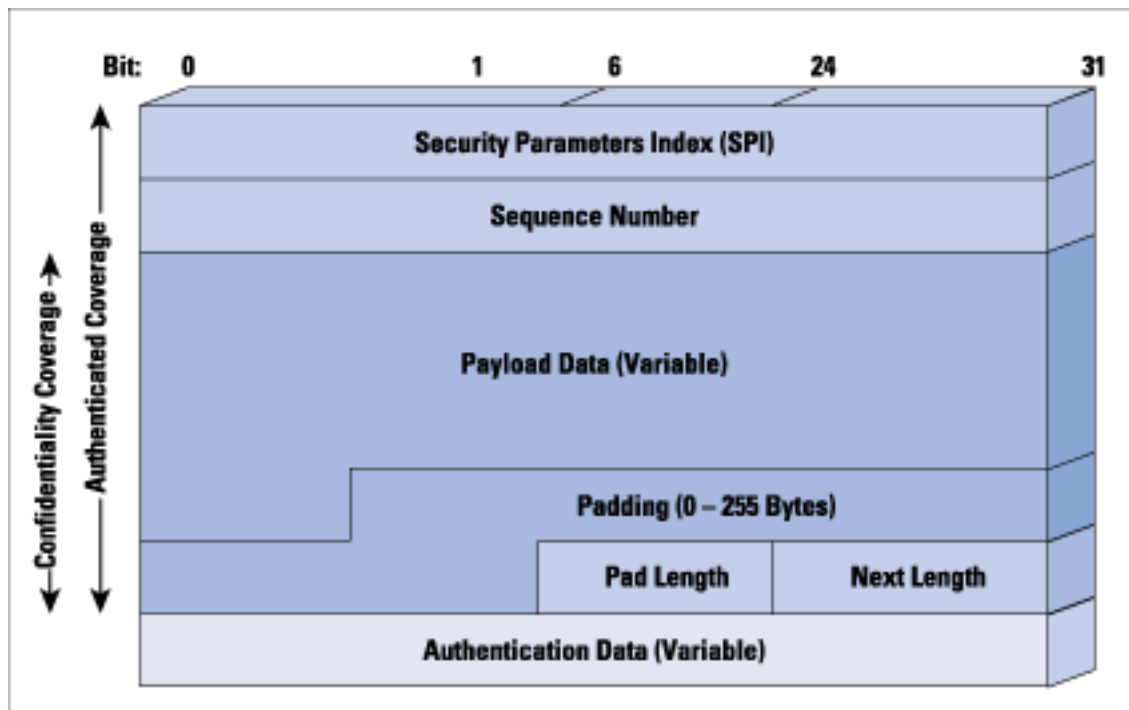 Bit: 0 1 6 24 31
Security Parameters Index (SPI)
Sequence Number
Payload Data (Variable)
Padding (0 – 255 Bytes)
Pad Length Next Length
Authentication Data (Variable)
Confidentiality Coverage
Authenticated Coverage